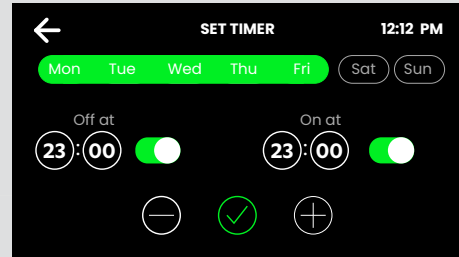 SET TIMER 12:12 PM
Mon Tue Wed Thu Fri Sat Sun
Off at On at
23:00 23:00